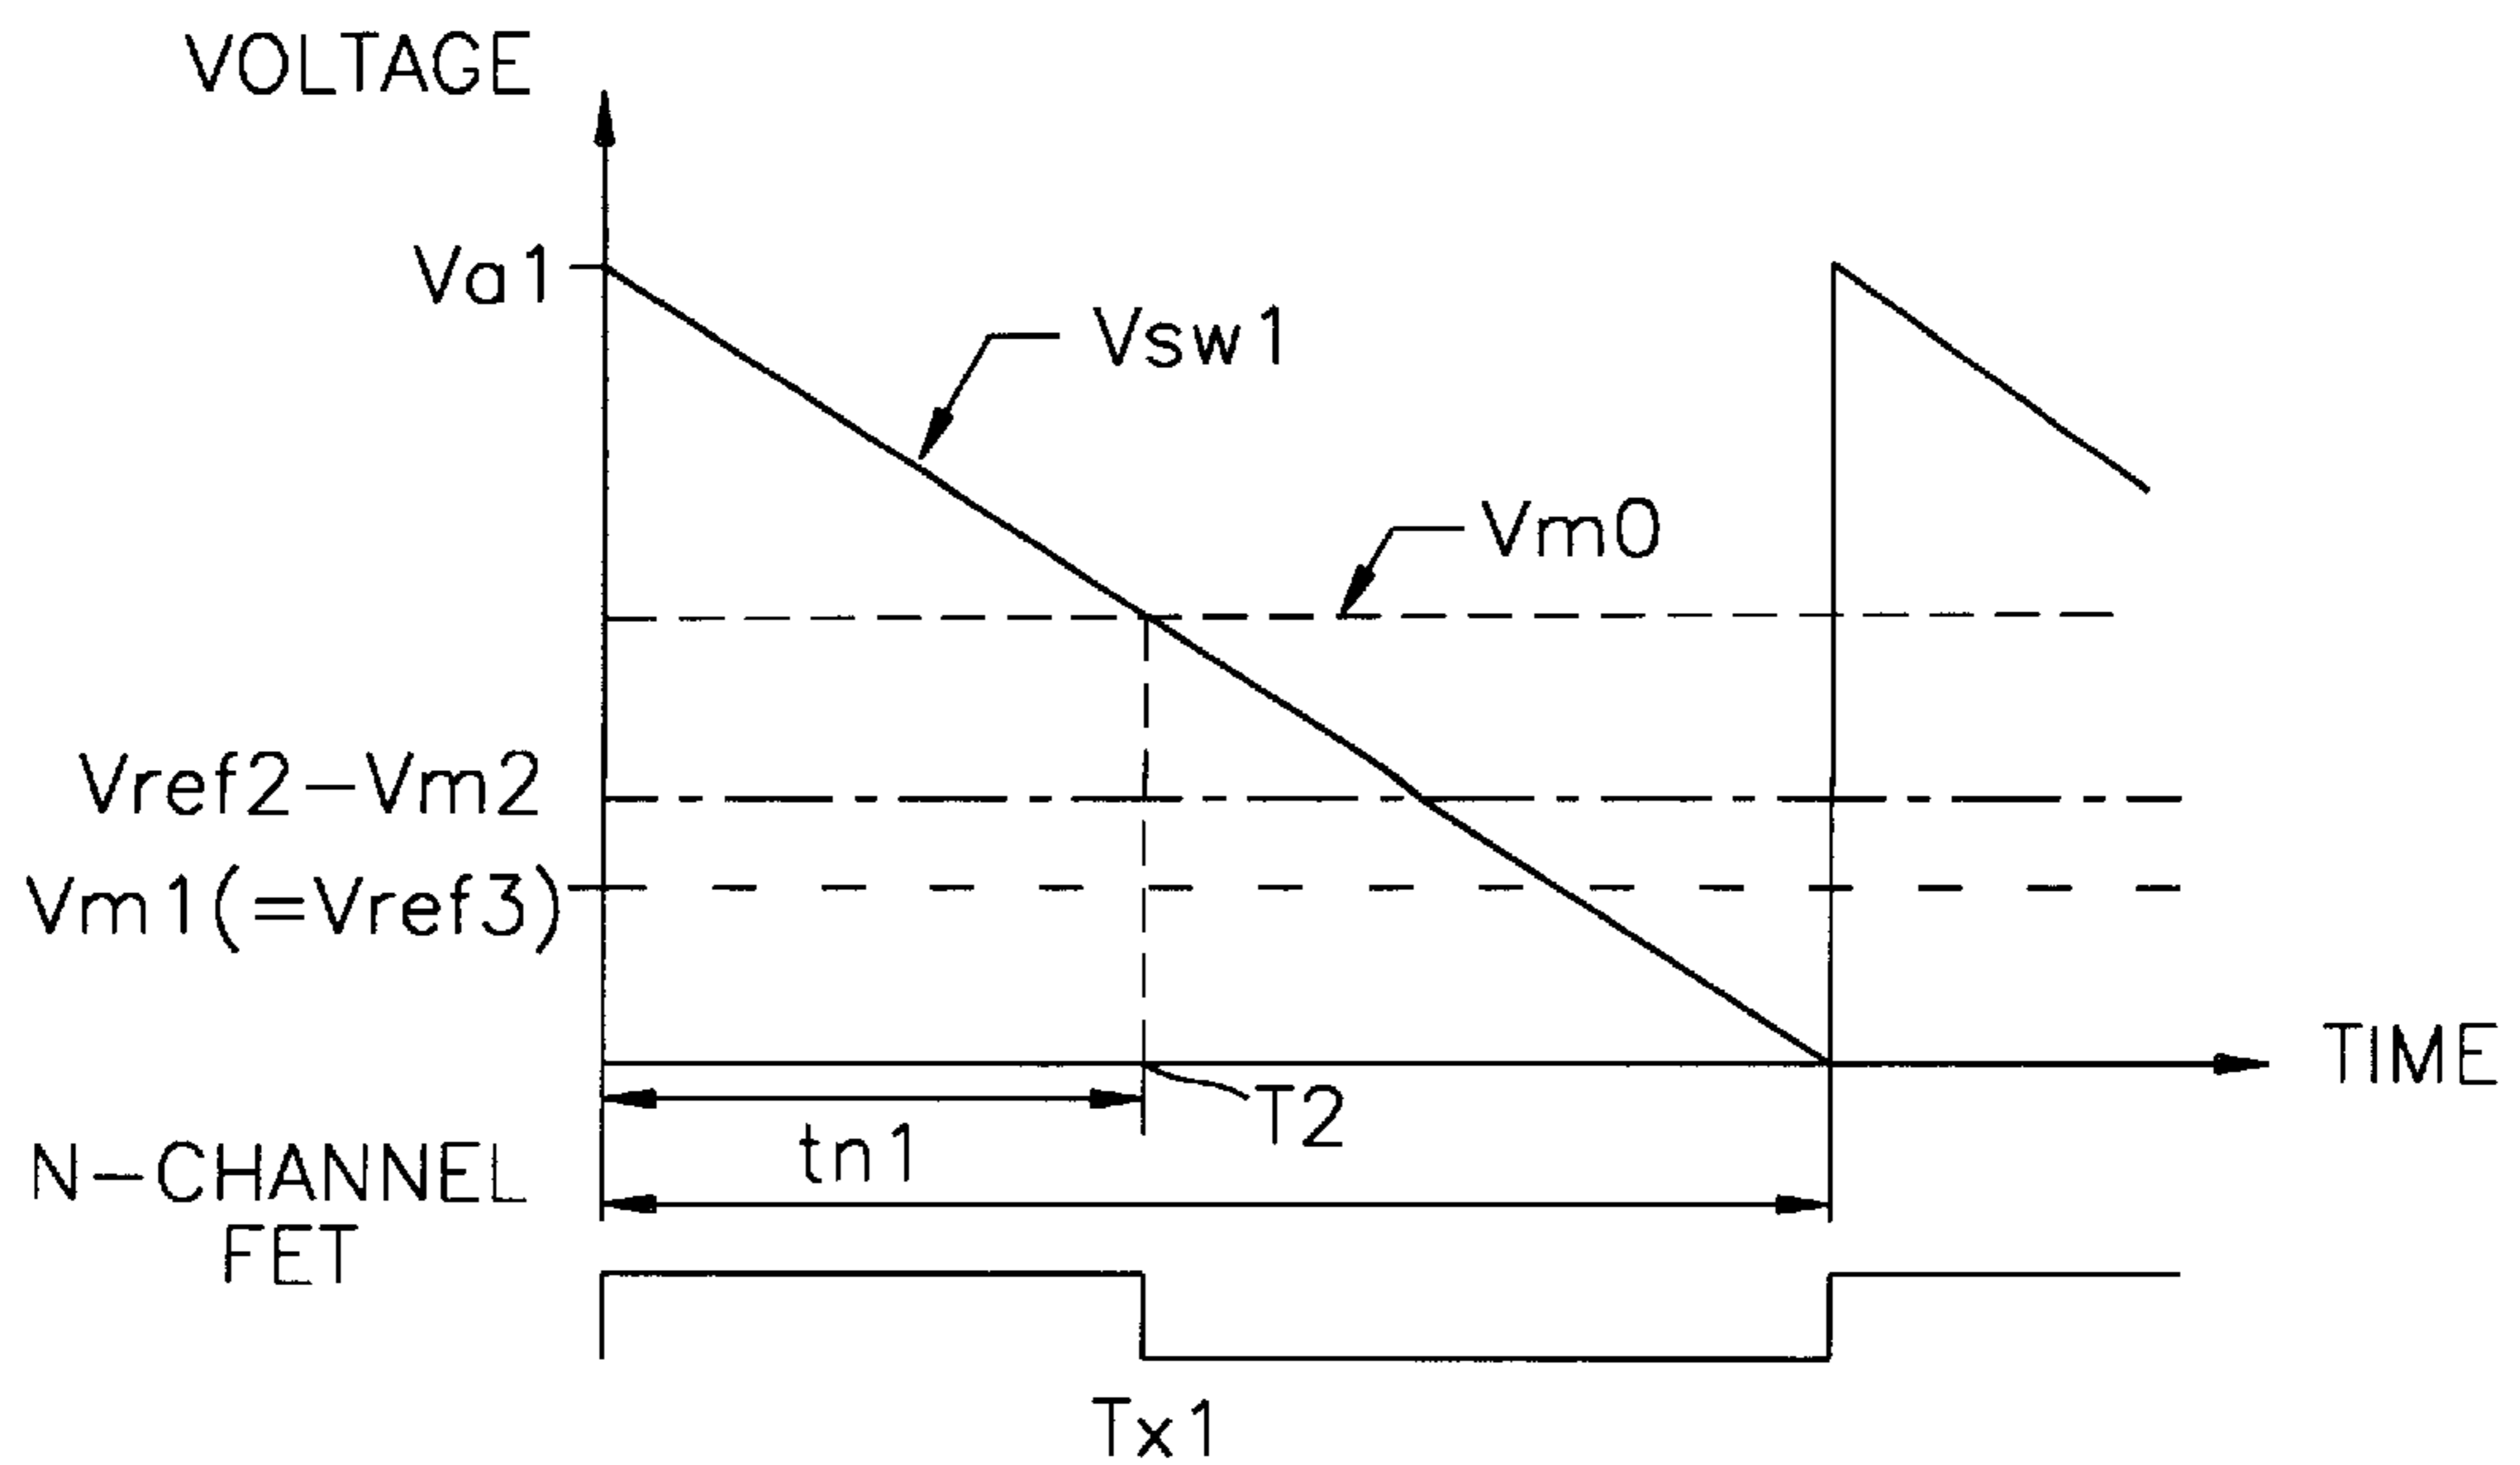 VOLTAGE
Va1
Vsw1
Vm0
Vref2-Vm2
Vm1(=Vref3)
TIME
T2
tn1
N-CHANNEL
FET
Tx1